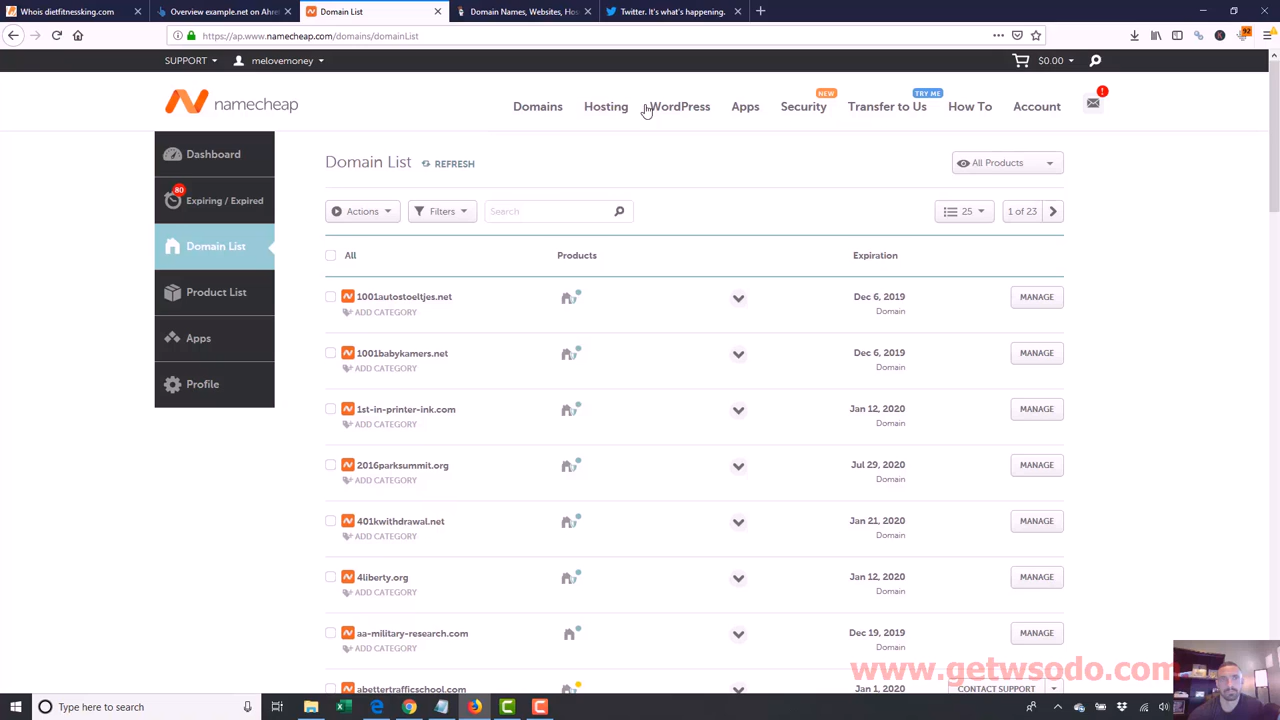 Whois dietfitnessking.com
Overview example.net on Ahre
Domain List
Domain Names, Websites, Hos
Twitter. It's what's happening.
https://ap.www.namecheap.com/domains/domainList
92
SUPPORT
melovemoney
$0.00
namecheap
Domains
Hosting
WordPress
Apps
Security
NEW
Transfer to Us
TRY ME
How To
Account
!
Dashboard
80
Expiring / Expired
Domain List
Product List
Apps
Profile
Domain List
REFRESH
All Products
Actions
Filters
Search
25
1 of 23
All
Products
Expiration
1001autostoeltjes.net
ADD CATEGORY
Dec 6, 2019
Domain
MANAGE
1001babykamers.net
ADD CATEGORY
Dec 6, 2019
Domain
MANAGE
1st-in-printer-ink.com
ADD CATEGORY
Jan 12, 2020
Domain
MANAGE
2016parksummit.org
ADD CATEGORY
Jul 29, 2020
Domain
MANAGE
401kwithdrawal.net
ADD CATEGORY
Jan 21, 2020
Domain
MANAGE
4liberty.org
ADD CATEGORY
Jan 12, 2020
Domain
MANAGE
aa-military-research.com
ADD CATEGORY
Dec 19, 2019
Domain
MANAGE
abettertrafficschool.com
Jan 1, 2020
CONTACT SUPPORT
www.getwsodo.com
Type here to search